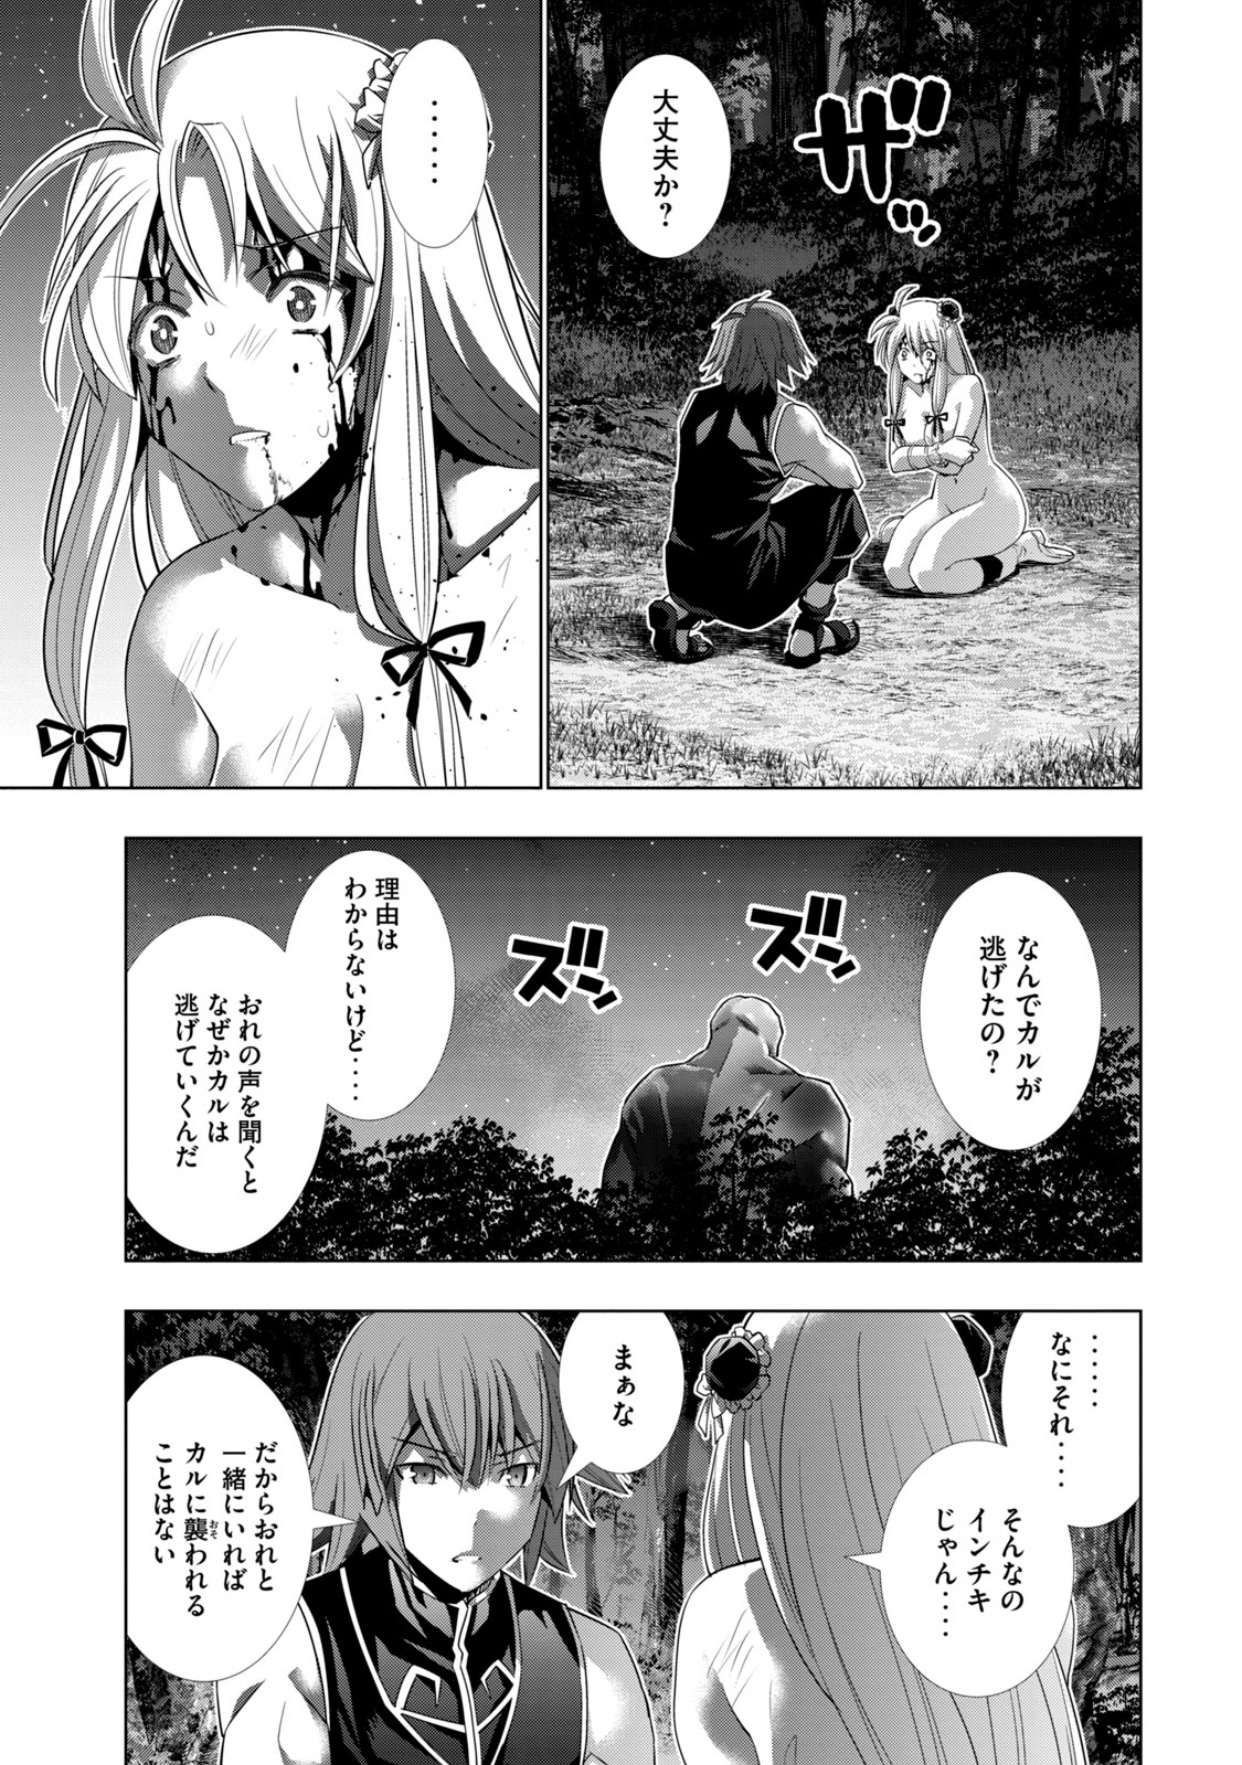 ザッ
大丈夫か？
……
なんでカルが
逃げたの？
ズン
ズン
理由は
わからないけど‥‥
おれの声を聞くと
なぜかカルは
逃げていくんだ
……
なにそれ‥‥
そんなの
インチキ
じゃん‥‥
まぁな
だからおれと
一緒にいれば
カルに襲われる
おそ
ことはない